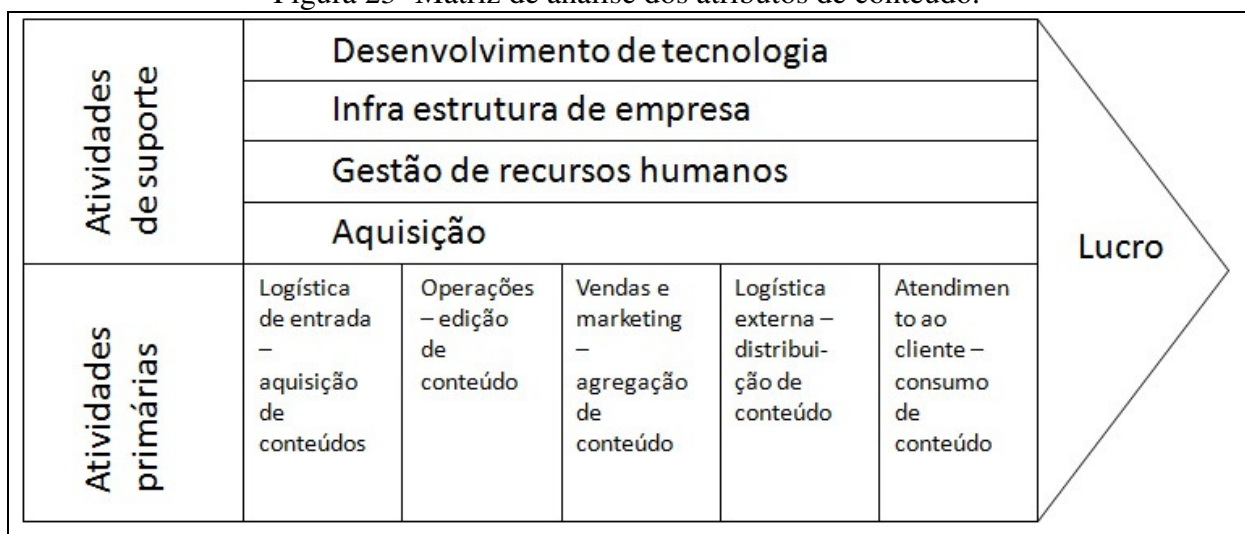 Figura 23- Matriz de análise dos atributos de conteúdo.
Atividades
de suporte
Desenvolvimento de tecnologia
Infra estrutura de empresa
Gestão de recursos humanos
Aquisição
Atividades
primárias
Logística
de entrada
–
aquisição
de
conteúdos
Operações
– edição
de
conteúdo
Vendas e
marketing
–
agregação
de
conteúdo
Logística
externa –
distribui-
ção de
conteúdo
Atendimen
to ao
cliente –
consumo
de
conteúdo
Lucro